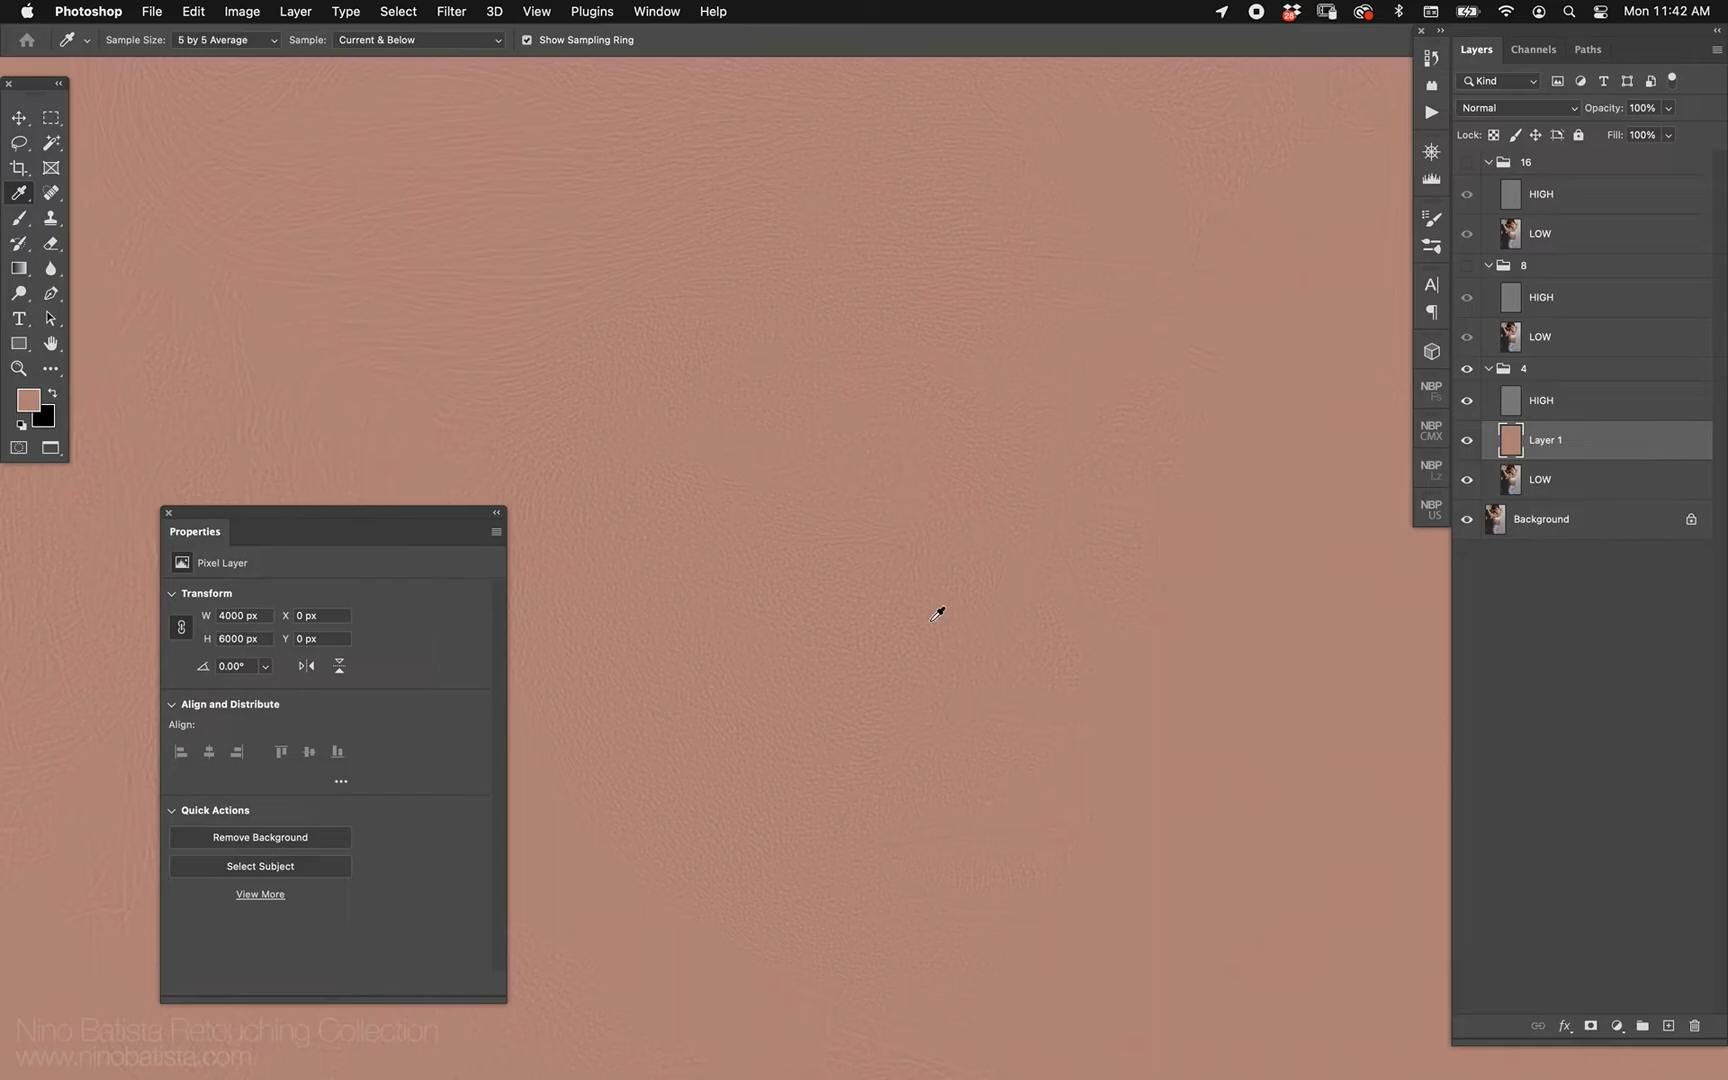 Photoshop File Edit Image Layer Type Select Filter 3D View Plugins Window Help
28
Mon 11:42 AM
Sample Size: 5 by 5 Average Sample: Current & Below Show Sampling Ring
Layers Channels Paths
Kind
Normal Opacity: 100%
Lock: Fill: 100%
16
HIGH
LOW
8
HIGH
LOW
4
HIGH
Layer 1
LOW
Background
NBP
Fs
NBP
CMX
NBP
Lz
NBP
US
Properties
Pixel Layer
Transform
W 4000 px X 0 px
H 6000 px Y 0 px
0.00°
Align and Distribute
Align:
Quick Actions
Remove Background
Select Subject
View More
Nino Batista Retouching Collection
www.ninobatista.com